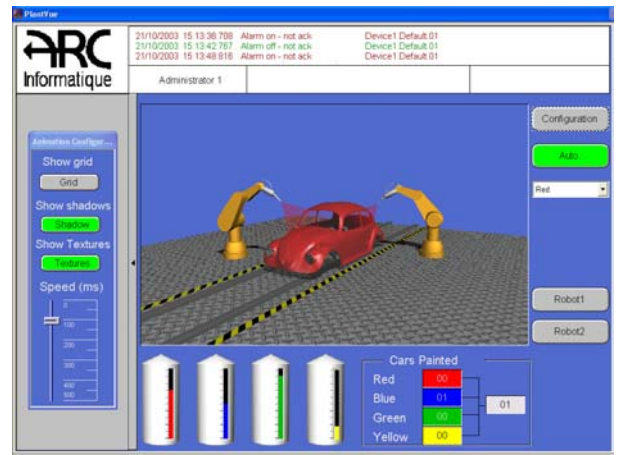 PlantVue
ARC
Informatique
21/10/2003 15 13:36 708 Alarm on - not ack Device1.Default.01
21/10/2003 15 13:42 767 Alarm off - not ack Device1.Default.01
21/10/2003 15 13:48 816 Alarm on - not ack Device1.Default.01
Administrator 1
Animation Configur...
Show grid
Grid
Show shadows
Shadow
Show Textures
Textures
Speed (ms)
0
100
200
300
400
500
Configuration
Auto
Red
Robot1
Robot2
Cars Painted
Red 00
Blue 01
01
Green 00
Yellow 00